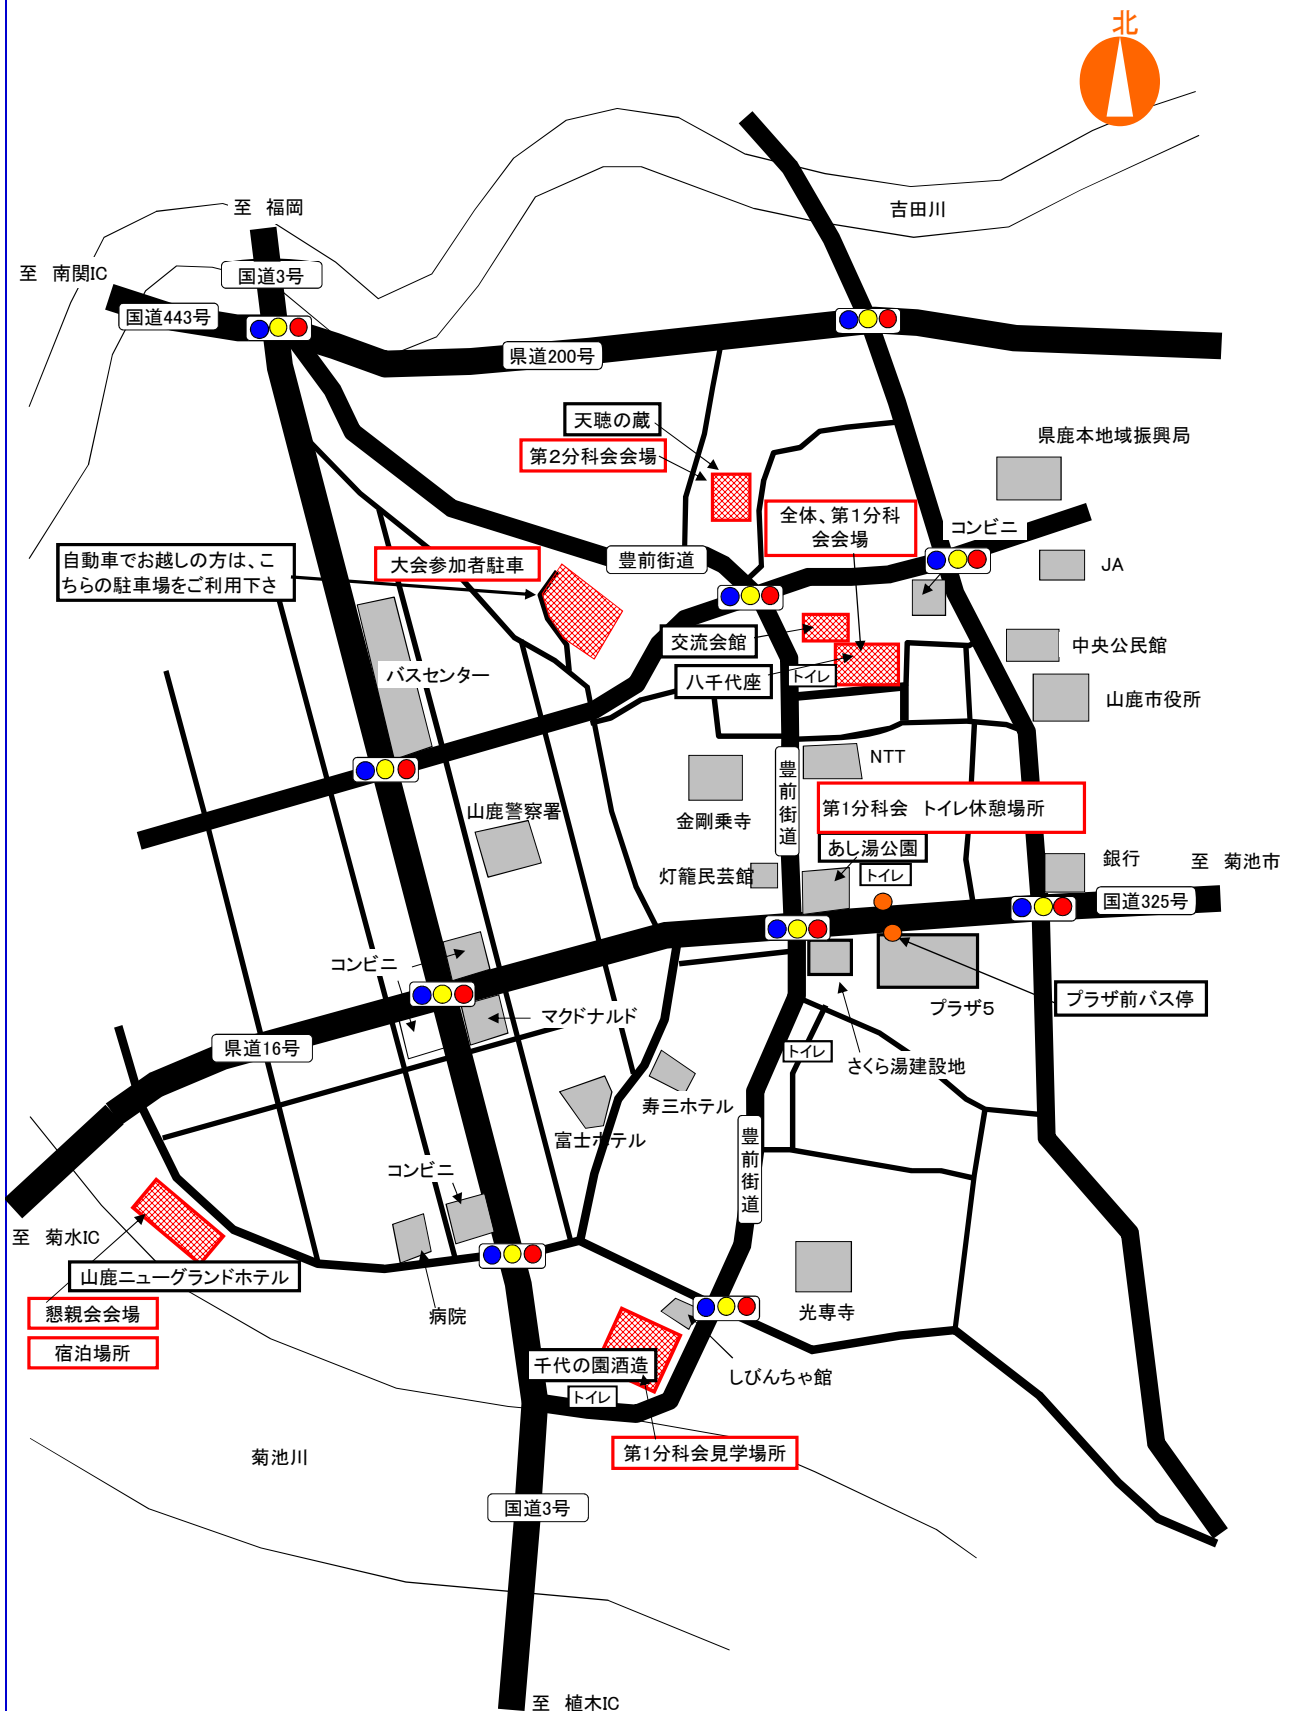 北
至　福岡
吉田川
至　南関IC
国道3号
国道443号
県道200号
天聴の蔵
第2分科会会場
県鹿本地域振興局
全体、第1分科
会会場
コンビニ
自動車でお越しの方は、こ
ちらの駐車場をご利用下さ
大会参加者駐車
豊前街道
JA
交流会館
中央公民館
八千代座
トイレ
バスセンター
山鹿市役所
NTT
豊前街道
第1分科会　トイレ休憩場所
山鹿警察署
金剛乗寺
あし湯公園
銀行
至　菊池市
灯籠民芸館
トイレ
国道325号
コンビニ
プラザ前バス停
プラザ5
マクドナルド
県道16号
トイレ
さくら湯建設地
寿三ホテル
富士ホテル
豊前街道
コンビニ
至　菊水IC
山鹿ニューグランドホテル
懇親会会場
病院
光専寺
宿泊場所
千代の園酒造
しびんちゃ館
トイレ
第1分科会見学場所
菊池川
国道3号
至　植木IC